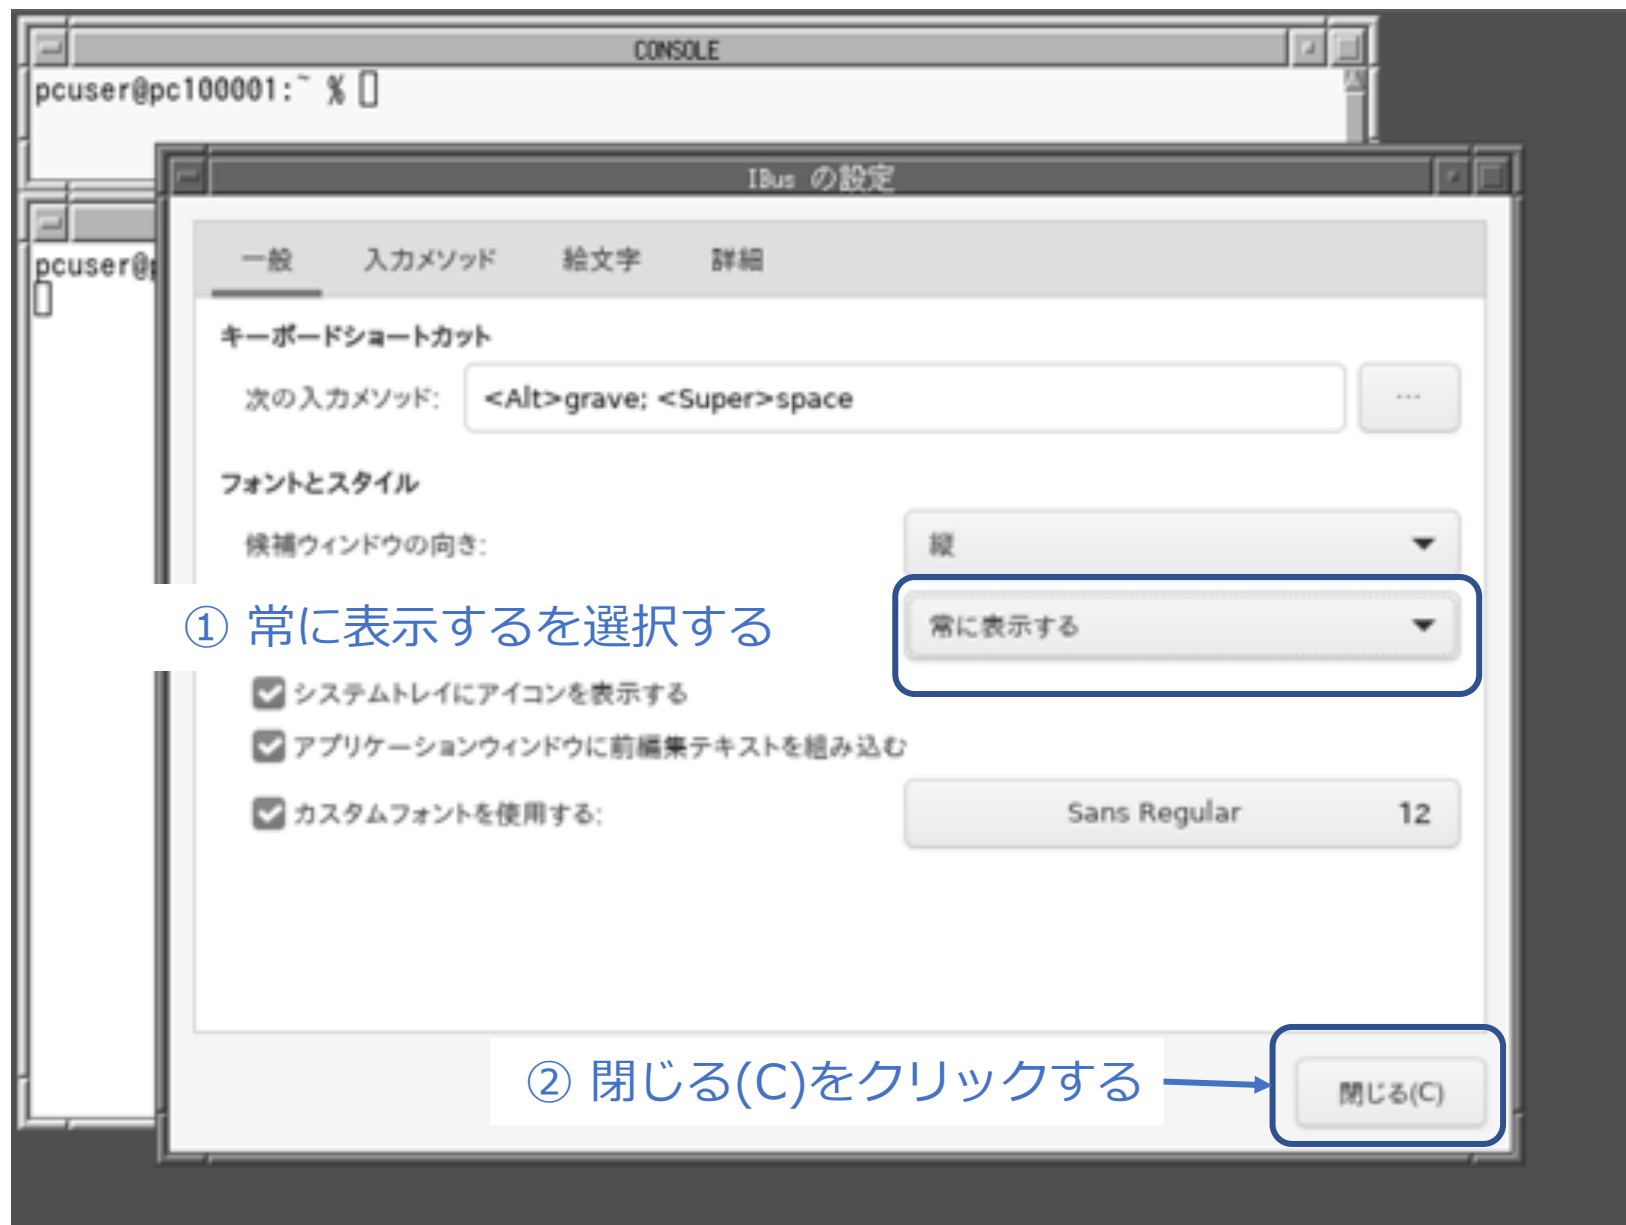 CONSOLE
pcuser@pc100001:~ %
IBus の設定
pcuser@
一般 入力メソッド 絵文字 詳細
キーボードショートカット
次の入力メソッド: <Alt>grave; <Super>space ...
フォントとスタイル
候補ウィンドウの向き: 縦
① 常に表示するを選択する 常に表示する
システムトレイにアイコンを表示する
アプリケーションウィンドウに前編集テキストを組み込む
カスタムフォントを使用する: Sans Regular 12
② 閉じる(C)をクリックする 閉じる(C)